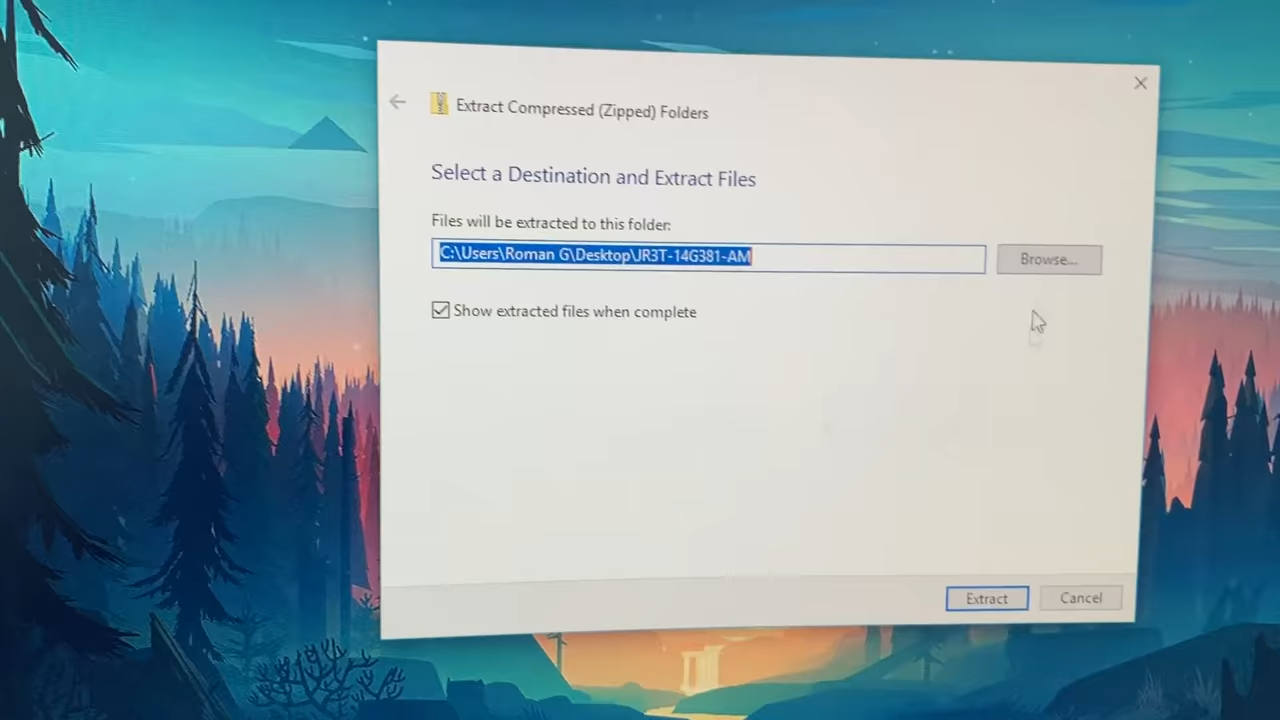 Extract Compressed (Zipped) Folders
Select a Destination and Extract Files
Files will be extracted to this folder:
C:\Users\Roman G\Desktop\JR3T-14G381-AM
Browse...
Show extracted files when complete
Extract
Cancel